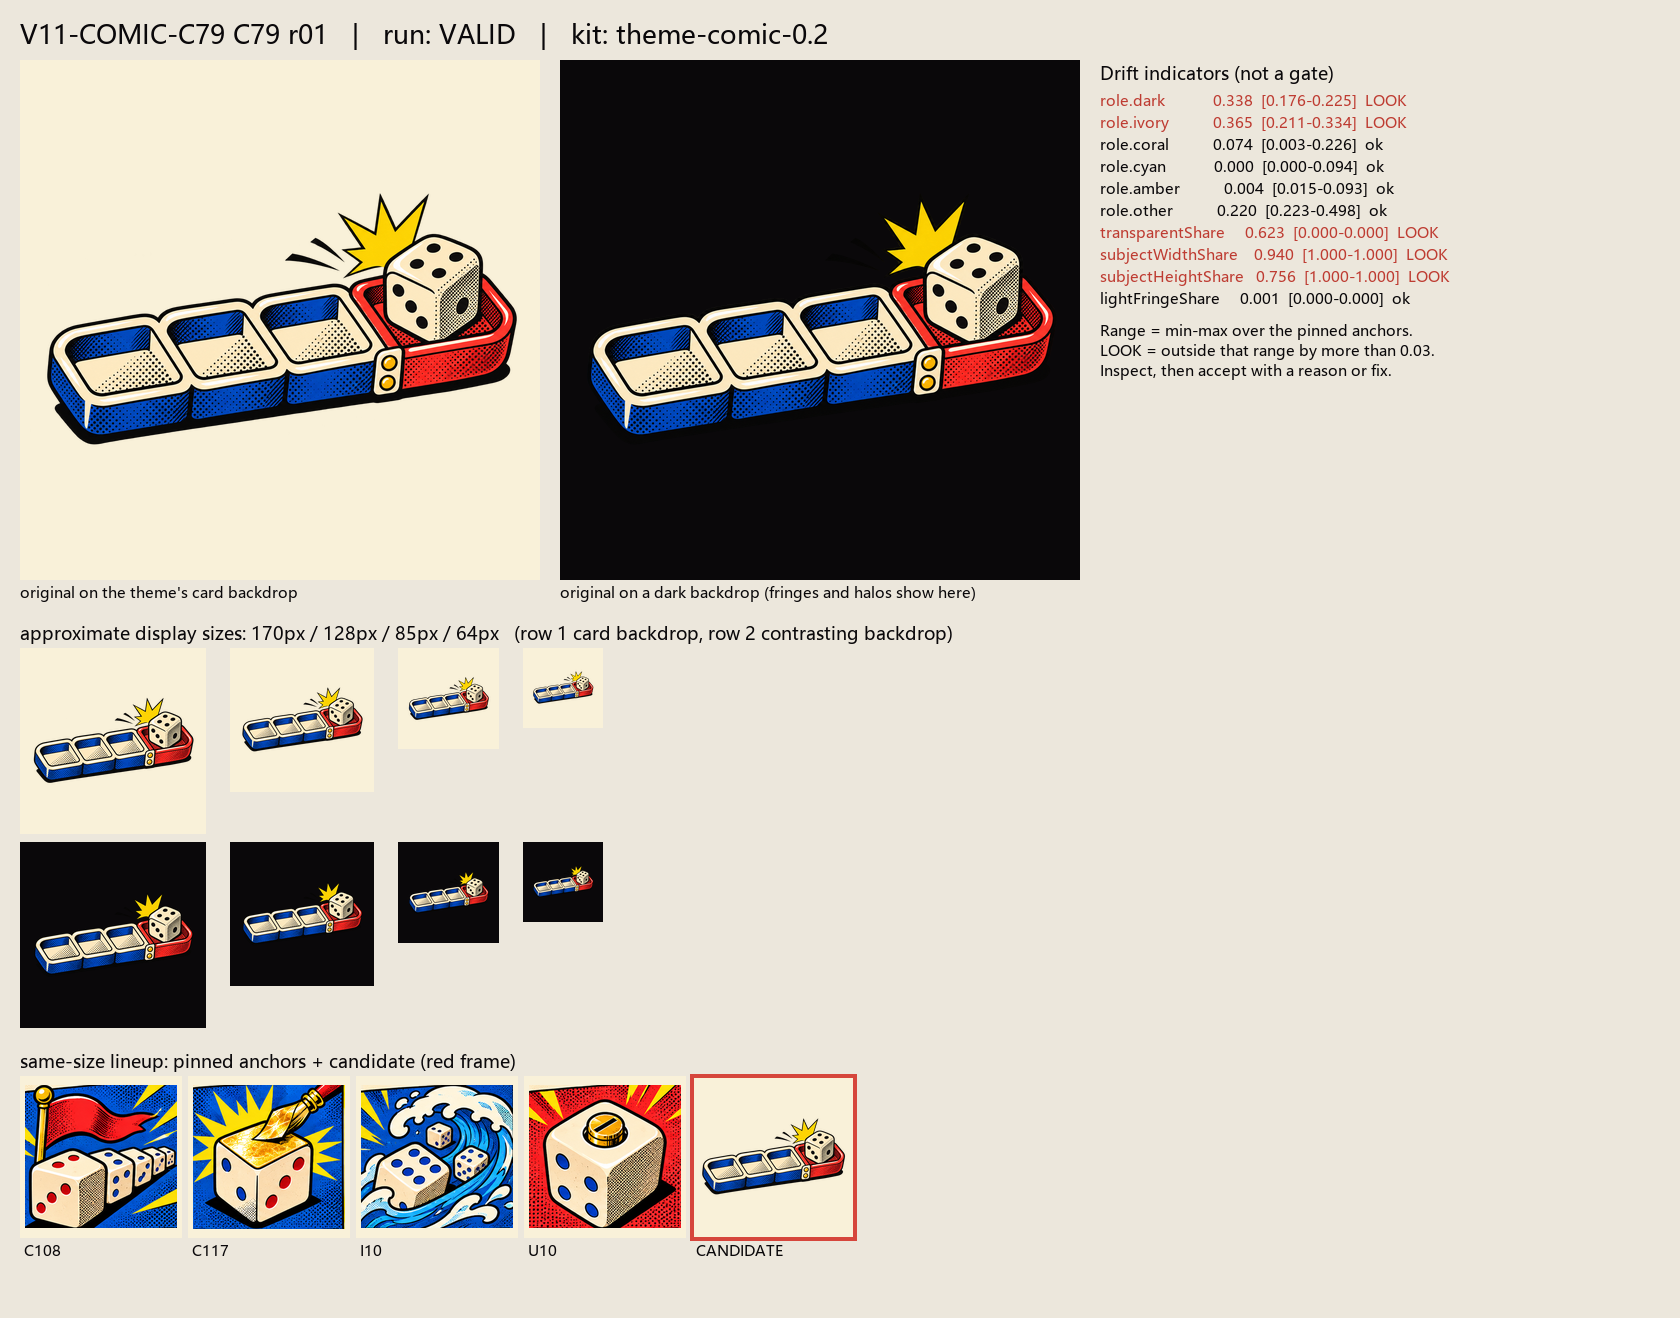 V11-COMIC-C79 C79 r01 | run: VALID | kit: theme-comic-0.2
Drift indicators (not a gate)
role.dark 0.338 [0.176-0.225] LOOK
role.ivory 0.365 [0.211-0.334] LOOK
role.coral 0.074 [0.003-0.226] ok
role.cyan 0.000 [0.000-0.094] ok
role.amber 0.004 [0.015-0.093] ok
role.other 0.220 [0.223-0.498] ok
transparentShare 0.623 [0.000-0.000] LOOK
subjectWidthShare 0.940 [1.000-1.000] LOOK
subjectHeightShare 0.756 [1.000-1.000] LOOK
lightFringeShare 0.001 [0.000-0.000] ok
Range = min-max over the pinned anchors.
LOOK = outside that range by more than 0.03.
Inspect, then accept with a reason or fix.
original on the theme's card backdrop
original on a dark backdrop (fringes and halos show here)
approximate display sizes: 170px / 128px / 85px / 64px (row 1 card backdrop, row 2 contrasting backdrop)
same-size lineup: pinned anchors + candidate (red frame)
C108
C117
I10
U10
CANDIDATE